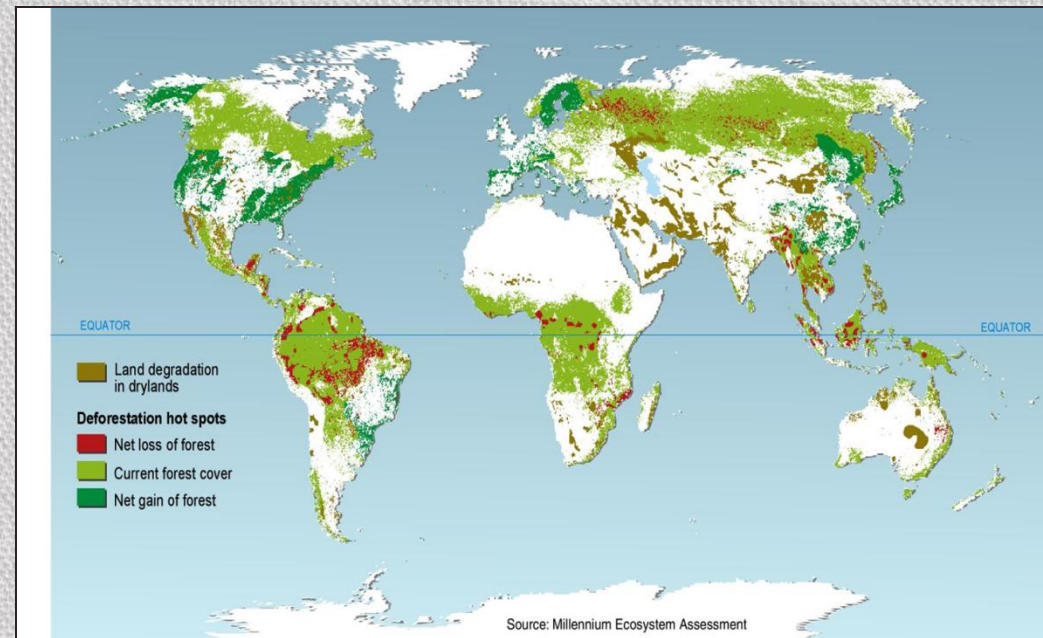 EQUATOR
EQUATOR
Land degradation
in drylands
Deforestation hot spots
Net loss of forest
Current forest cover
Net gain of forest
Source: Millennium Ecosystem Assessment